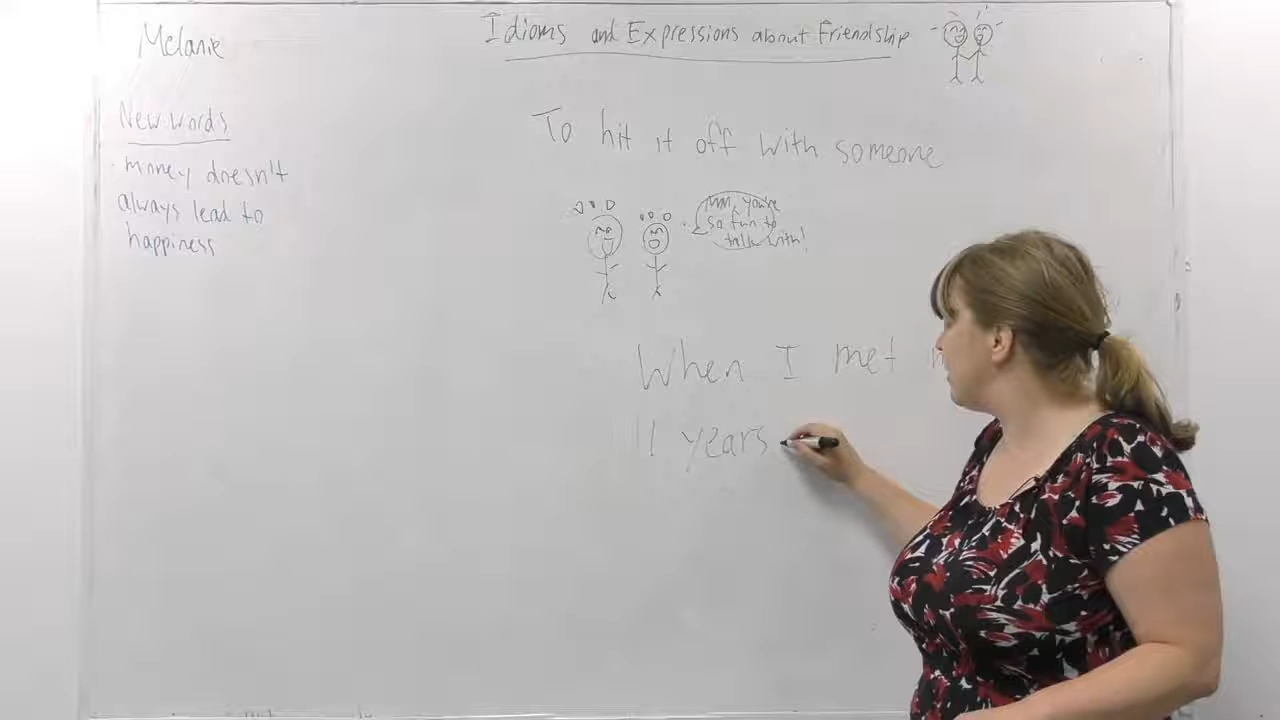 Melanie
Idioms and Expressions about Friendship
New words
money doesn't
always lead to
happiness
To hit it off with someone
you're
so fun to
talk with!
When I met
11 years